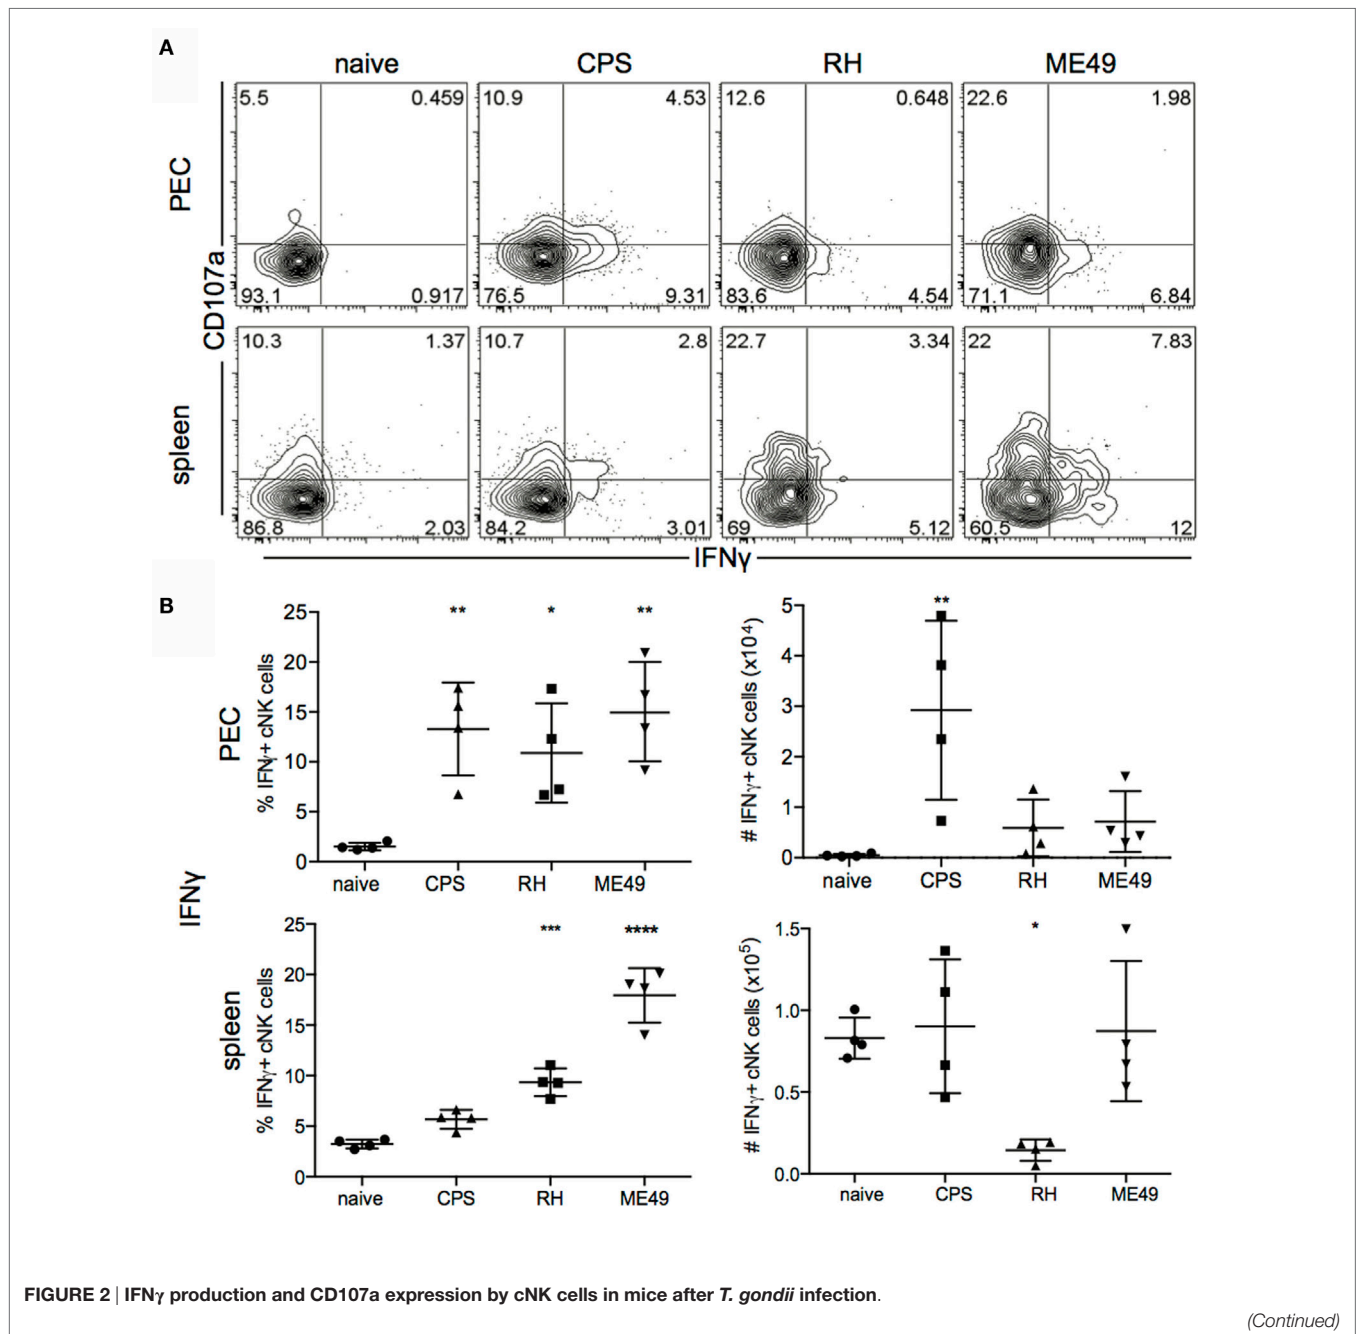 A
naive CPS RH ME49
PEC
5.5 0.459 10.9 4.53 12.6 0.648 22.6 1.98
93.1 0.917 76.5 9.31 83.6 4.54 71.1 6.84
CD107a
spleen
10.3 1.37 10.7 2.8 22.7 3.34 22 7.83
86.8 2.03 84.2 3.01 69 5.12 60.5 12
IFNγ
B
IFNγ
PEC
% IFNγ+ cNK cells
25
20
15
10
5
0
** * **
naive CPS RH ME49
# IFNγ+ cNK cells (x10⁴)
5
4
3
2
1
0
**
naive CPS RH ME49
spleen
% IFNγ+ cNK cells
25
20
15
10
5
0
*** ****
naive CPS RH ME49
# IFNγ+ cNK cells (x10⁵)
1.5
1.0
0.5
0.0
*
naive CPS RH ME49
FIGURE 2 | IFNγ production and CD107a expression by cNK cells in mice after T. gondii infection.
(Continued)